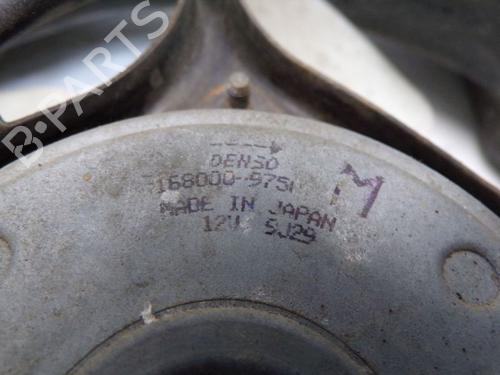 B-PARTS
DENSO
168000-9751
M
MADE IN JAPAN
12V 5J29